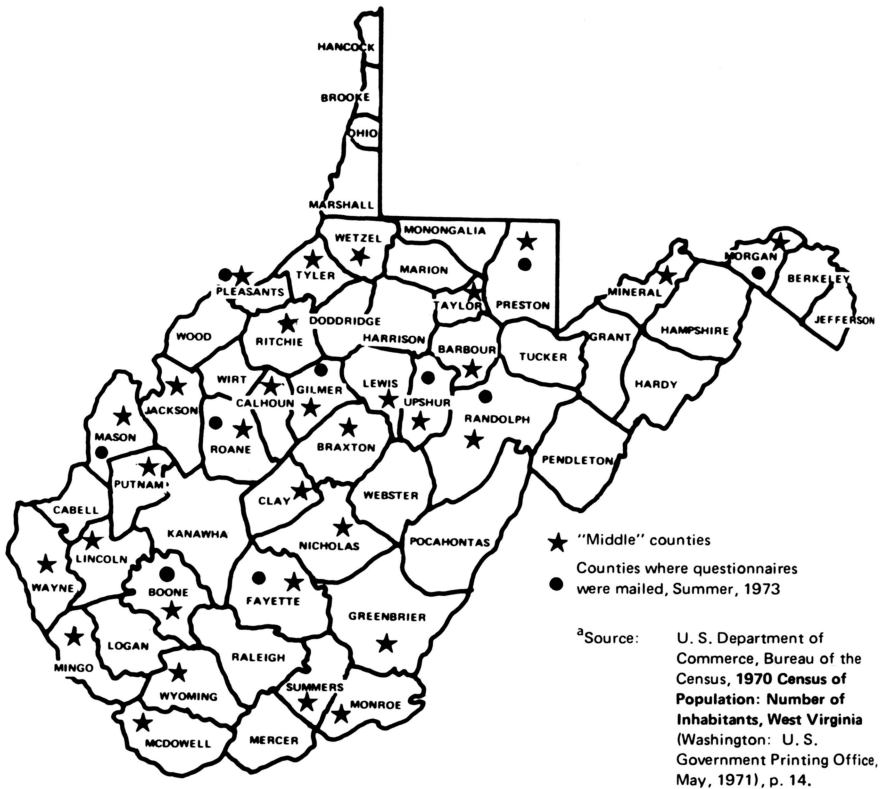 HANCOCK
BROOKE
OHIO
MARSHALL
WETZEL
MONONGALIA
TYLER
MARION
PLEASANTS
TAYLOR
PRESTON
MINERAL
MORGAN
BERKELEY
JEFFERSON
HAMPSHIRE
GRANT
HARDY
WOOD
RITCHIE
DODDRIDGE
HARRISON
BARBOUR
TUCKER
WIRT
CALHOUN
GILMER
LEWIS
UPSHUR
RANDOLPH
JACKSON
MASON
ROANE
BRAXTON
PENDLETON
PUTNAM
CABELL
CLAY
WEBSTER
KANAWHA
NICHOLAS
POCAHONTAS
LINCOLN
WAYNE
BOONE
FAYETTE
GREENBRIER
LOGAN
MINGO
RALEIGH
WYOMING
SUMMERS
MONROE
MCDOWELL
MERCER
"Middle" counties
Counties where questionnaires
were mailed, Summer, 1973
aSource: U. S. Department of
Commerce, Bureau of the
Census, 1970 Census of
Population: Number of
Inhabitants, West Virginia
(Washington: U. S.
Government Printing Office,
May, 1971), p. 14.